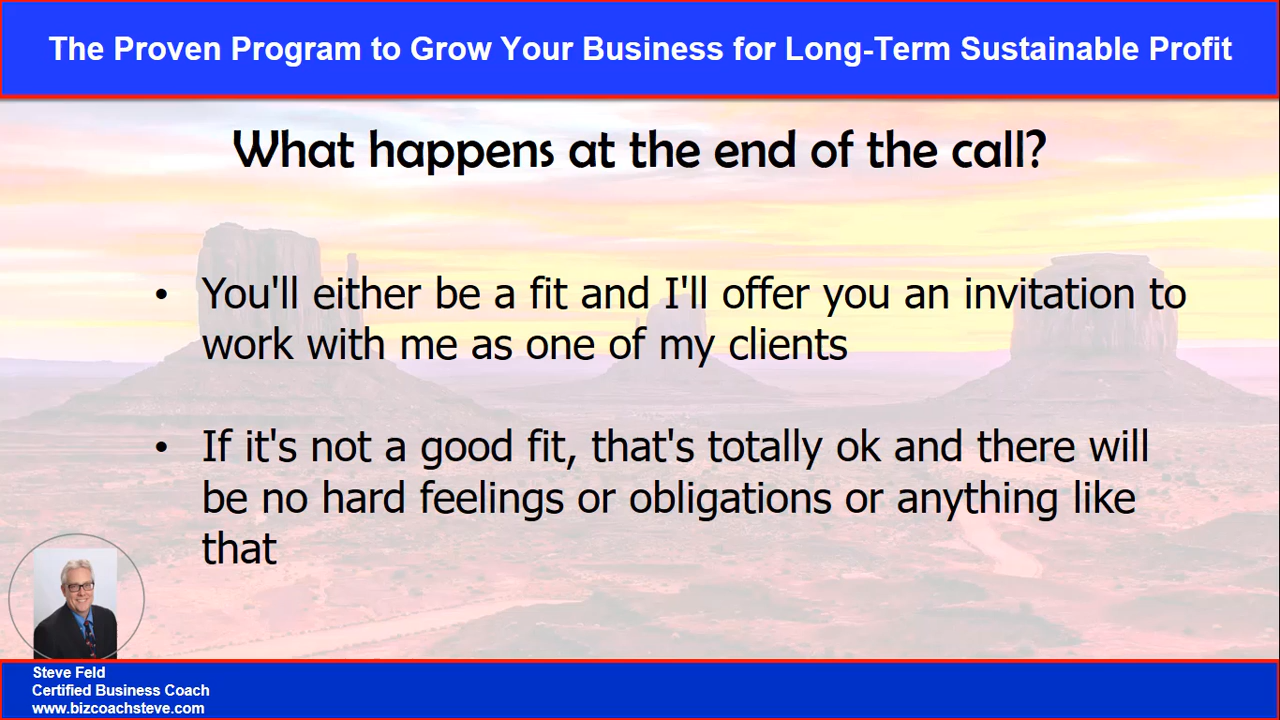 The Proven Program to Grow Your Business for Long-Term Sustainable Profit
What happens at the end of the call?
• You'll either be a fit and I'll offer you an invitation to
work with me as one of my clients
• If it's not a good fit, that's totally ok and there will
be no hard feelings or obligations or anything like
that
Steve Feld
Certified Business Coach
www.bizcoachsteve.com